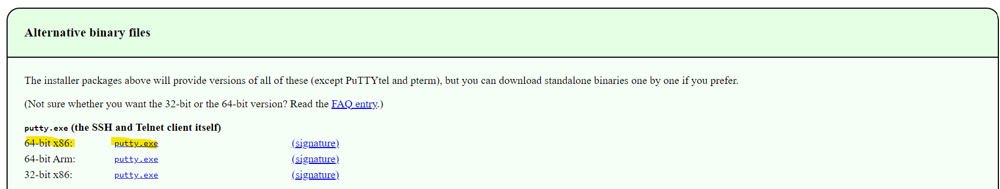 Alternative binary files
The installer packages above will provide versions of all of these (except PuTTYtel and pterm), but you can download standalone binaries one by one if you prefer.
(Not sure whether you want the 32-bit or the 64-bit version? Read the FAQ entry.)
putty.exe (the SSH and Telnet client itself)
64-bit x86: putty.exe (signature)
64-bit Arm: putty.exe (signature)
32-bit x86: putty.exe (signature)